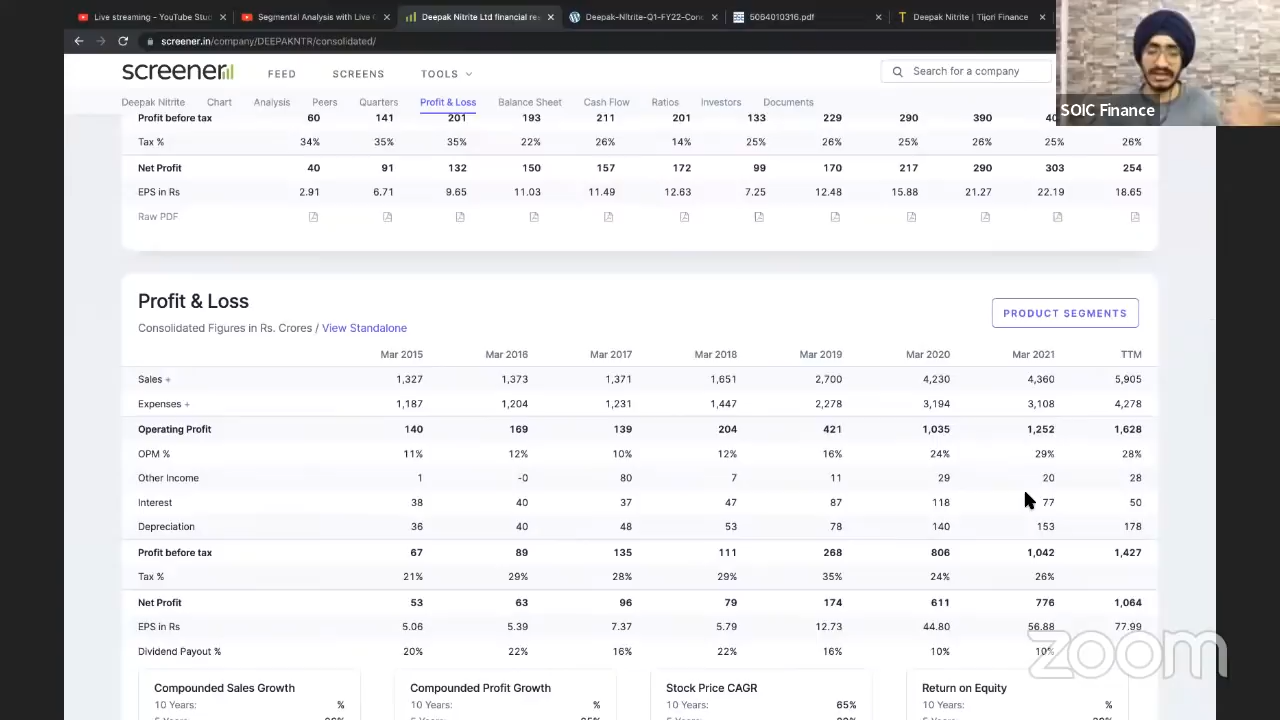 Live streaming - YouTube Stu
Segmental Analysis with Live
Deepak Nitrite Ltd financial re
Deepak-Nitrite-Q1-FY22-Con
5064010316.pdf
Deepak Nitrite | Tijori Finance
screener.in/company/DEEPAKNTR/consolidated/
screener FEED SCREENS TOOLS Search for a company
SOIC Finance
Deepak Nitrite Chart Analysis Peers Quarters Profit & Loss Balance Sheet Cash Flow Ratios Investors Documents
Profit before tax 60 141 201 193 211 201 133 229 290 390
Tax % 34% 35% 35% 22% 26% 14% 25% 26% 25% 26% 25% 26%
Net Profit 40 91 132 150 157 172 99 170 217 290 303 254
EPS in Rs 2.91 6.71 9.65 11.03 11.49 12.63 7.25 12.48 15.88 21.27 22.19 18.65
Raw PDF
Profit & Loss
Consolidated Figures in Rs. Crores / View Standalone
PRODUCT SEGMENTS
Mar 2015 Mar 2016 Mar 2017 Mar 2018 Mar 2019 Mar 2020 Mar 2021 TTM
Sales + 1,327 1,373 1,371 1,651 2,700 4,230 4,360 5,905
Expenses + 1,187 1,204 1,231 1,447 2,278 3,194 3,108 4,278
Operating Profit 140 169 139 204 421 1,035 1,252 1,628
OPM % 11% 12% 10% 12% 16% 24% 29% 28%
Other Income 1 -0 80 7 11 29 20 28
Interest 38 40 37 47 87 118 77 50
Depreciation 36 40 48 53 78 140 153 178
Profit before tax 67 89 135 111 268 806 1,042 1,427
Tax % 21% 29% 28% 29% 35% 24% 26%
Net Profit 53 63 96 79 174 611 776 1,064
EPS in Rs 5.06 5.39 7.37 5.79 12.73 44.80 56.88 77.99
Dividend Payout % 20% 22% 16% 22% 16% 10% 10%
zoom
Compounded Sales Growth Compounded Profit Growth Stock Price CAGR Return on Equity
10 Years: % 10 Years: % 10 Years: 65% 10 Years: %